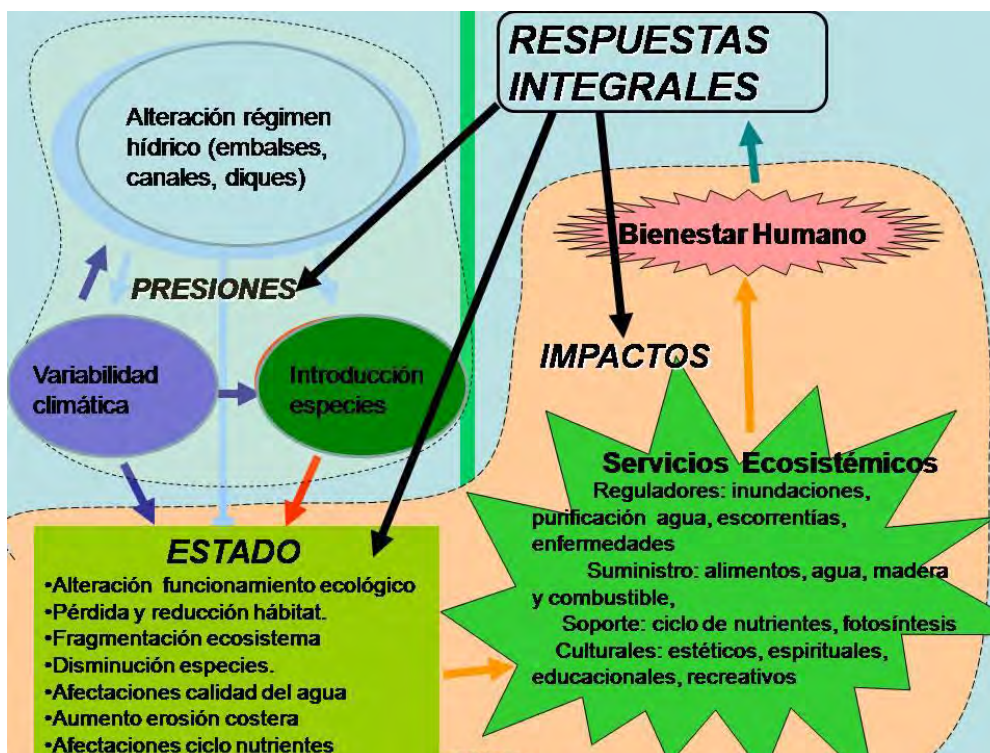 RESPUESTAS
INTEGRALES
Alteración régimen
hídrico (embalses,
canales, diques)
PRESIONES
Variabilidad
climática
Introducción
especies
ESTADO
•Alteración funcionamiento ecológico
•Pérdida y reducción hábitat.
•Fragmentación ecosistema
•Disminución especies.
•Afectaciones calidad del agua
•Aumento erosión costera
•Afectaciones ciclo nutrientes
Bienestar Humano
IMPACTOS
Servicios Ecosistémicos
Reguladores: inundaciones,
purificación agua, escorrentías,
enfermedades
Suministro: alimentos, agua, madera
y combustible,
Soporte: ciclo de nutrientes, fotosíntesis
Culturales: estéticos, espirituales,
educacionales, recreativos